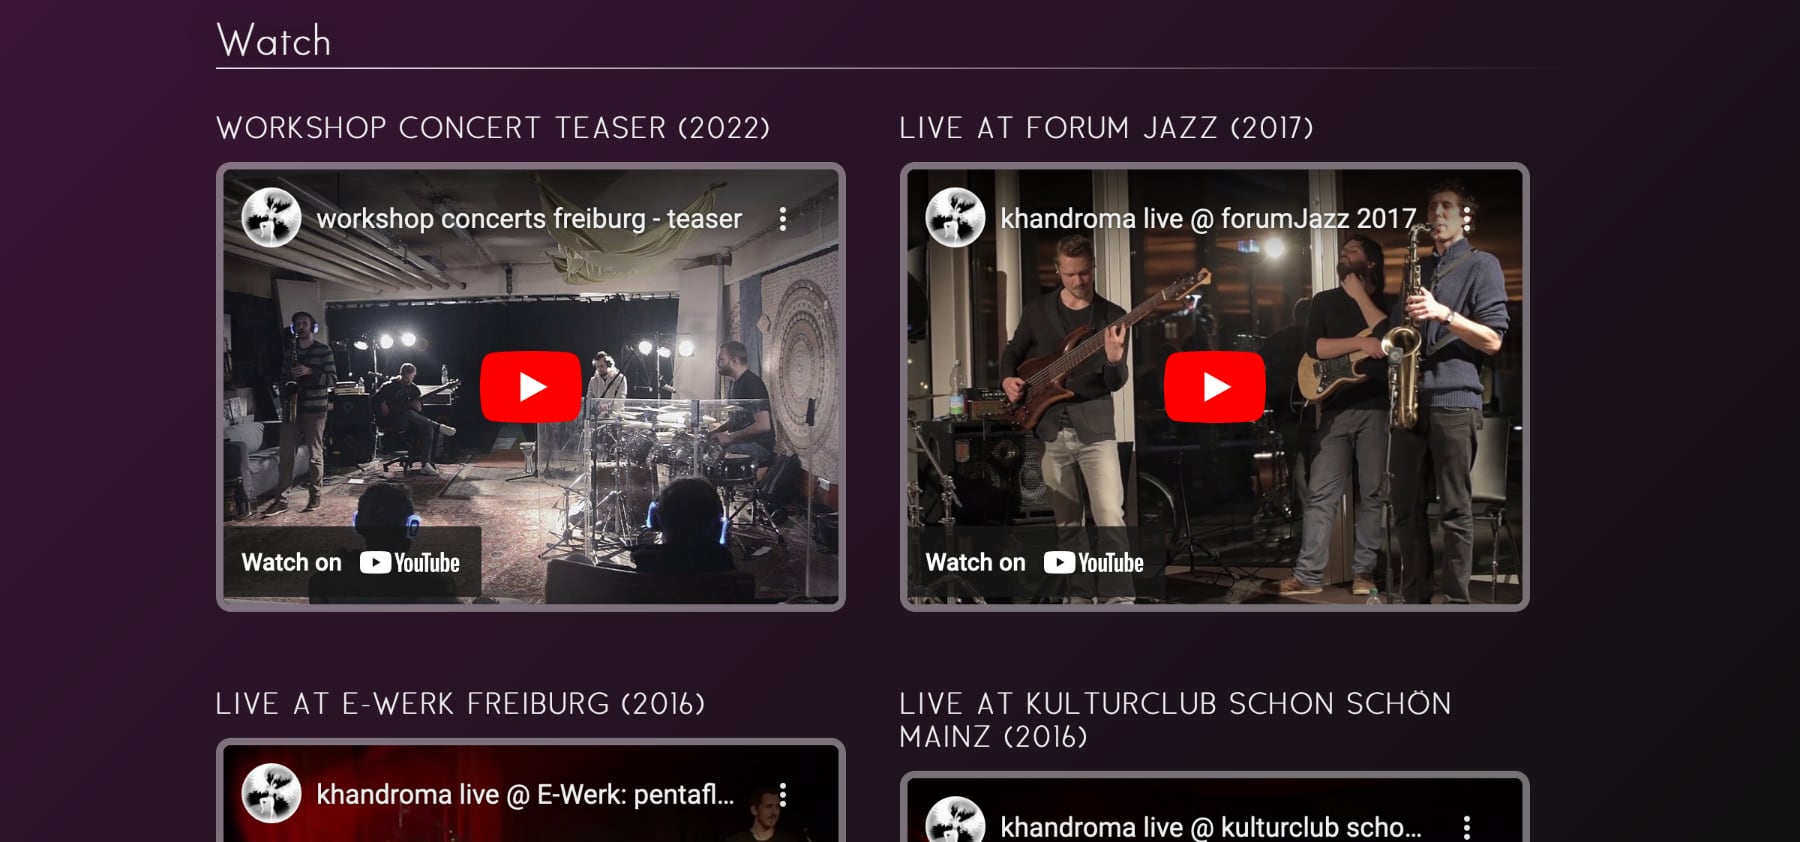 Watch
WORKSHOP CONCERT TEASER (2022)
workshop concerts freiburg - teaser
Watch on YouTube
LIVE AT FORUM JAZZ (2017)
khandroma live @ forumJazz 2017
Watch on YouTube
LIVE AT E-WERK FREIBURG (2016)
khandroma live @ E-Werk: pentafl...
LIVE AT KULTURCLUB SCHON SCHÖN
MAINZ (2016)
khandroma live @ kulturclub scho...